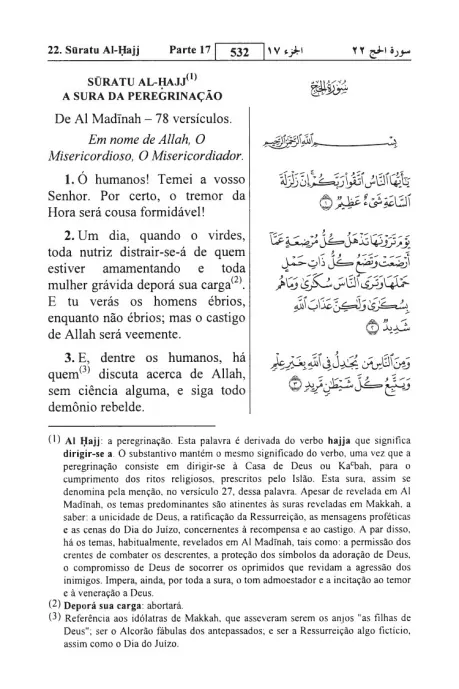 22. Sūratu Al-Ḥajj Parte 17 532 الجزء ١٧ سورة الحج ٢٢
SŪRATU AL-ḤAJJ(1)
A SURA DA PEREGRINAÇÃO
De Al Madīnah – 78 versículos.
Em nome de Allah, O
Misericordioso, O Misericordiador.
1. Ó humanos! Temei a vosso
Senhor. Por certo, o tremor da
Hora será cousa formidável!
2. Um dia, quando o virdes,
toda nutriz distrair-se-á de quem
estiver amamentando e toda
mulher grávida deporá sua carga(2).
E tu verás os homens ébrios,
enquanto não ébrios; mas o castigo
de Allah será veemente.
3. E, dentre os humanos, há
quem(3) discuta acerca de Allah,
sem ciência alguma, e siga todo
demônio rebelde.
سُورَةُ الحَجِّ
بِسْمِ اللَّهِ الرَّحْمَٰنِ الرَّحِيمِ
يَٰٓأَيُّهَا ٱلنَّاسُ ٱتَّقُوا۟ رَبَّكُمْ إِنَّ زَلْزَلَةَ
ٱلسَّاعَةِ شَىْءٌ عَظِيمٌ ١
يَوْمَ تَرَوْنَهَا تَذْهَلُ كُلُّ مُرْضِعَةٍ عَمَّآ
أَرْضَعَتْ وَتَضَعُ كُلُّ ذَاتِ حَمْلٍ
حَمْلَهَا وَتَرَى ٱلنَّاسَ سُكَٰرَىٰ وَمَا هُم
بِسُكَٰرَىٰ وَلَٰكِنَّ عَذَابَ ٱللَّهِ
شَدِيدٌ ٢
وَمِنَ ٱلنَّاسِ مَن يُجَٰدِلُ فِى ٱللَّهِ بِغَيْرِ عِلْمٍ
وَيَتَّبِعُ كُلَّ شَيْطَٰنٍ مَّرِيدٍ ٣
(1) Al Ḥajj: a peregrinação. Esta palavra é derivada do verbo hajja que significa
dirigir-se a. O substantivo mantém o mesmo significado do verbo, uma vez que a
peregrinação consiste em dirigir-se à Casa de Deus ou Kaᶜbah, para o
cumprimento dos ritos religiosos, prescritos pelo Islão. Esta sura, assim se
denomina pela menção, no versículo 27, dessa palavra. Apesar de revelada em Al
Madīnah, os temas predominantes são atinentes às suras reveladas em Makkah, a
saber: a unicidade de Deus, a ratificação da Ressurreição, as mensagens proféticas
e as cenas do Dia do Juízo, concernentes à recompensa e ao castigo. A par disso,
há os temas, habitualmente, revelados em Al Madīnah, tais como: a permissão dos
crentes de combater os descrentes, a proteção dos símbolos da adoração de Deus,
o compromisso de Deus de socorrer os oprimidos que revidam a agressão dos
inimigos. Impera, ainda, por toda a sura, o tom admoestador e a incitação ao temor
e à veneração a Deus.
(2) Deporá sua carga: abortará.
(3) Referência aos idólatras de Makkah, que asseveram serem os anjos "as filhas de
Deus"; ser o Alcorão fábulas dos antepassados; e ser a Ressurreição algo fictício,
assim como o Dia do Juízo.